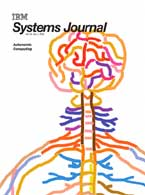 IBM
Systems Journal
Autonomic
Computing